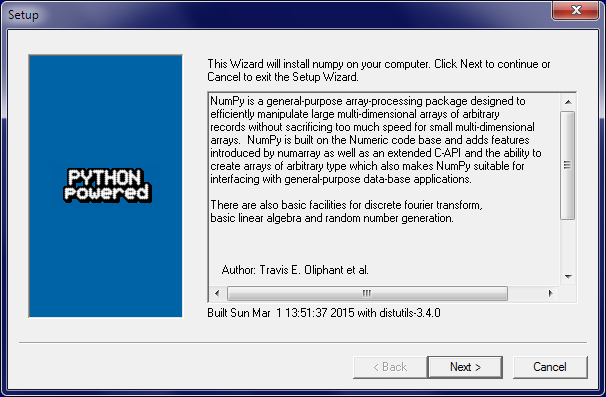 Setup
This Wizard will install numpy on your computer. Click Next to continue or
Cancel to exit the Setup Wizard.
PYTHON
powered
NumPy is a general-purpose array-processing package designed to
efficiently manipulate large multi-dimensional arrays of arbitrary
records without sacrificing too much speed for small multi-dimensional
arrays.  NumPy is built on the Numeric code base and adds features
introduced by numarray as well as an extended C-API and the ability to
create arrays of arbitrary type which also makes NumPy suitable for
interfacing with general-purpose data-base applications.
There are also basic facilities for discrete fourier transform,
basic linear algebra and random number generation.
Author: Travis E. Oliphant et al.
Built Sun Mar  1 13:51:37 2015 with distutils-3.4.0
< Back
Next >
Cancel